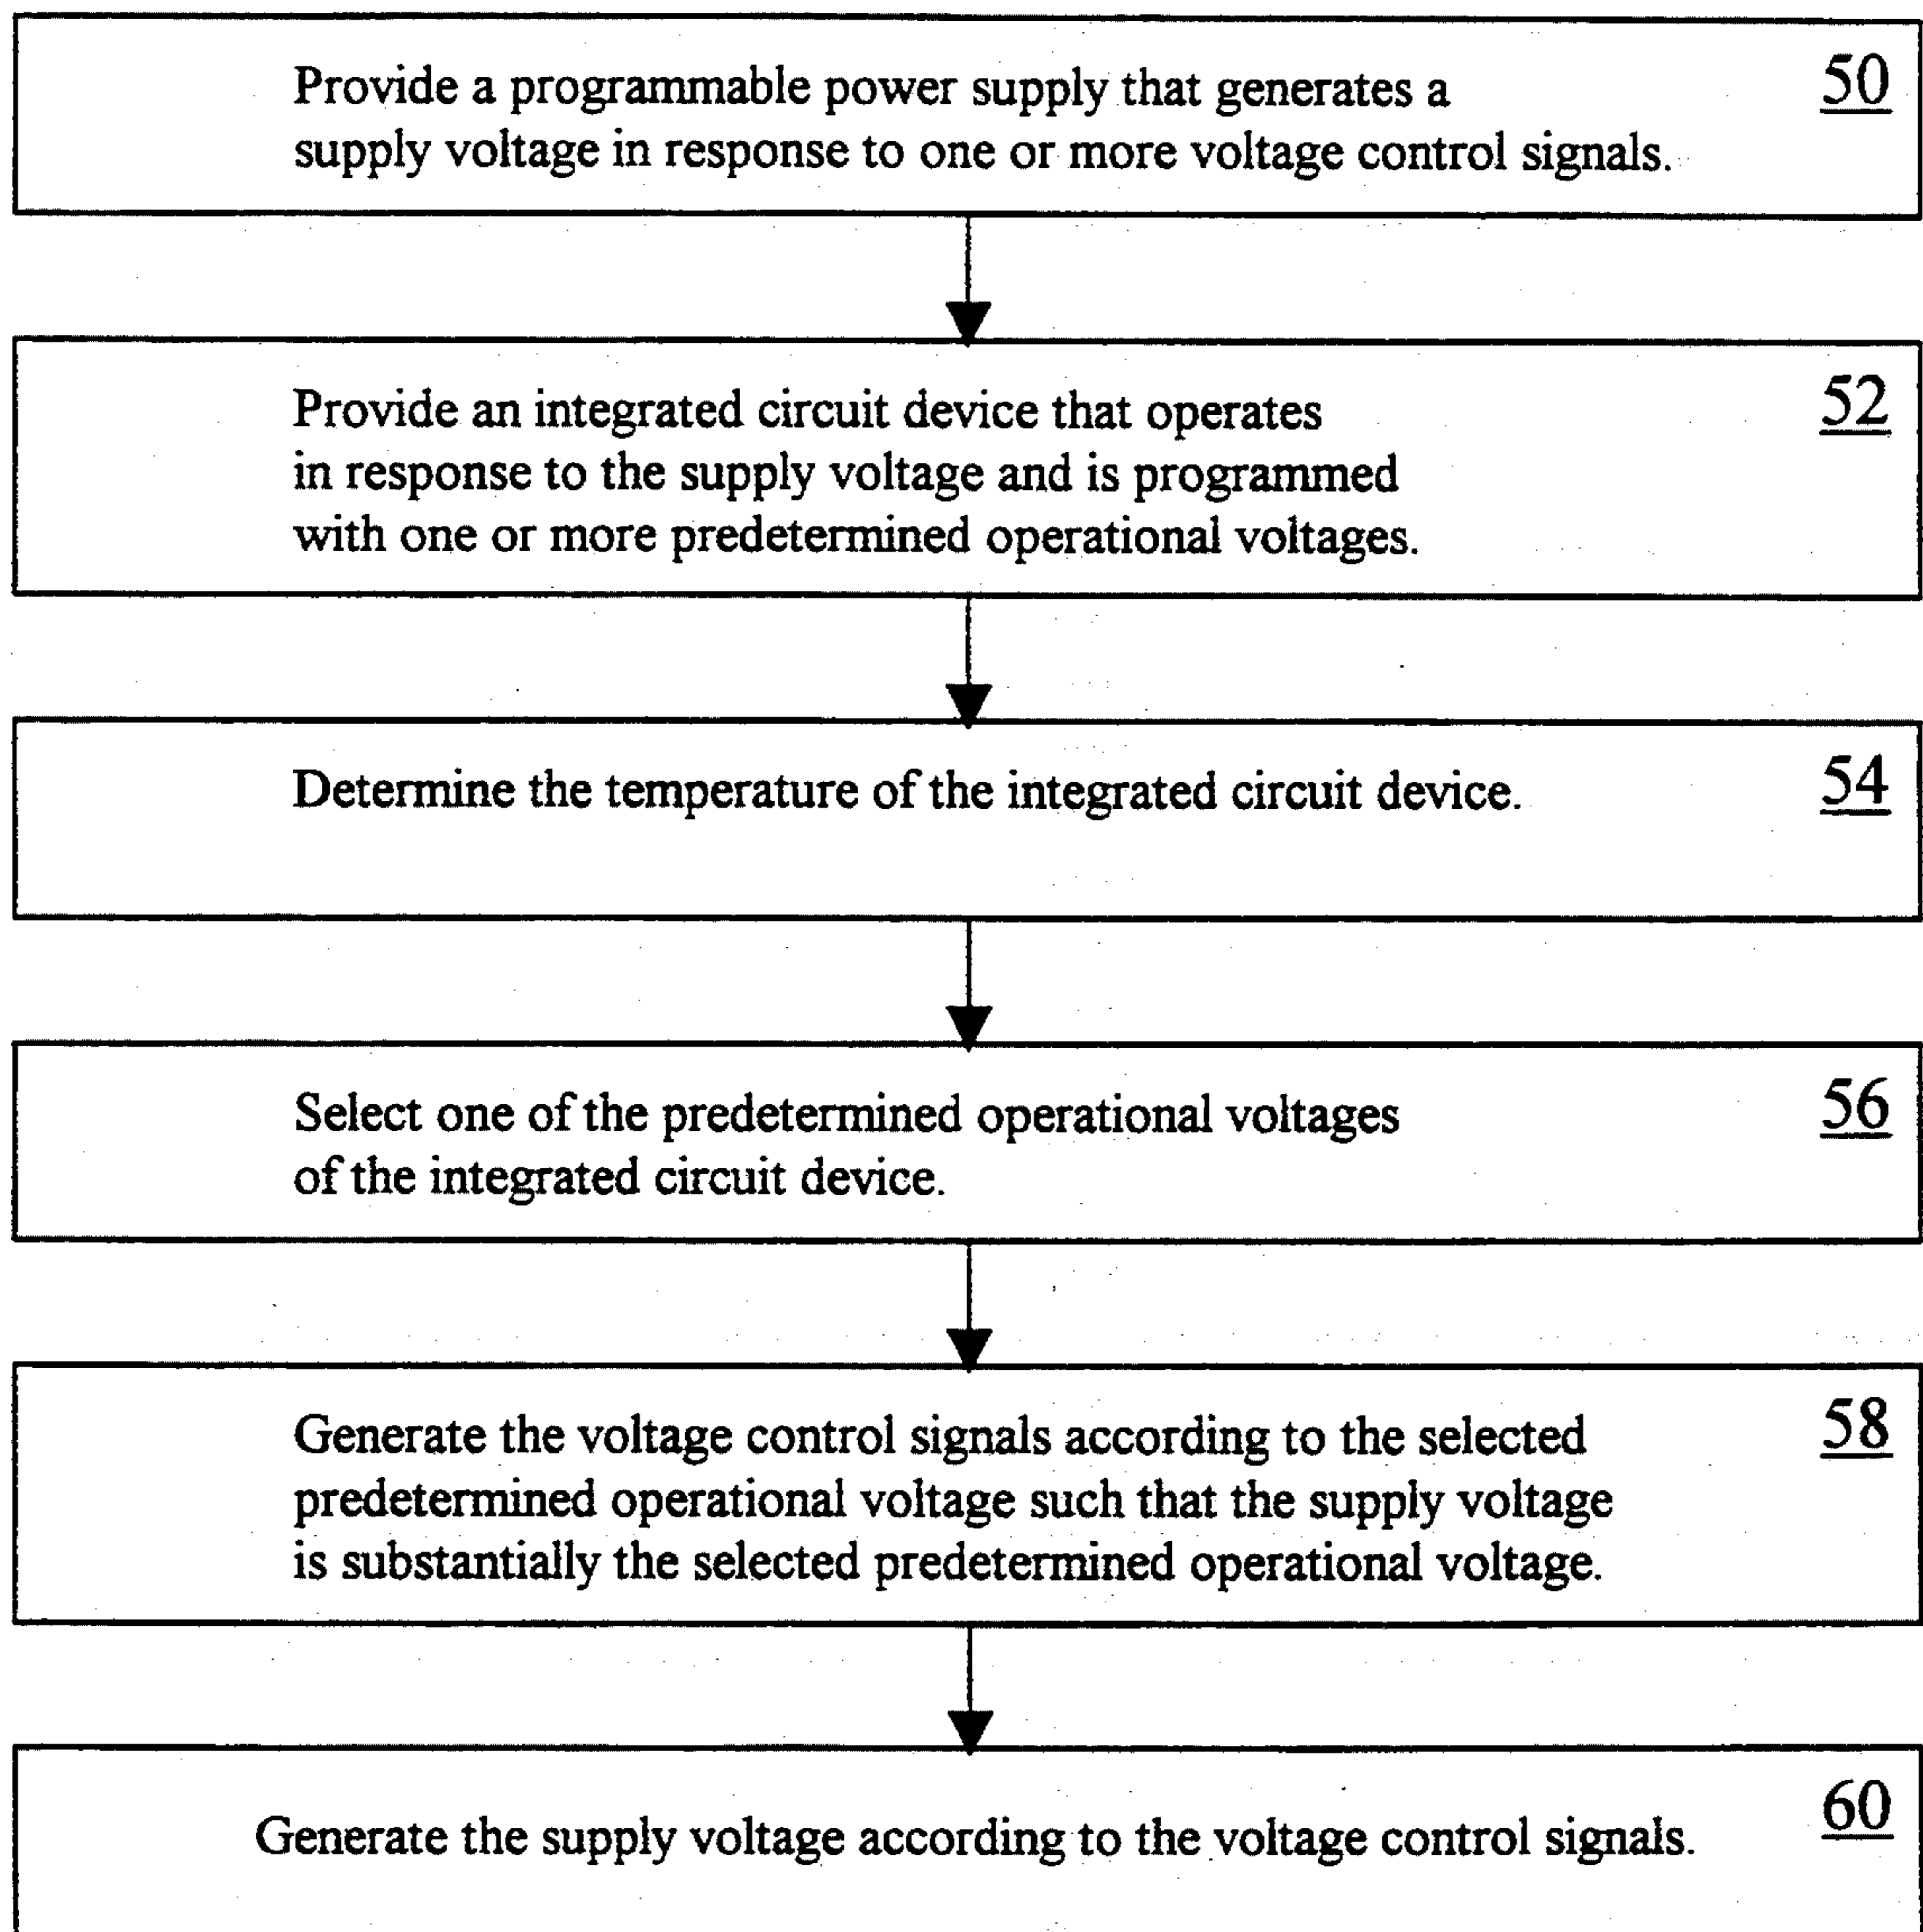 50
Provide a programmable power supply that generates a
supply voltage in response to one or more voltage control signals.
52
Provide an integrated circuit device that operates
in response to the supply voltage and is programmed
with one or more predetermined operational voltages.
54
Determine the temperature of the integrated circuit device.
56
Select one of the predetermined operational voltages
of the integrated circuit device.
58
Generate the voltage control signals according to the selected
predetermined operational voltage such that the supply voltage
is substantially the selected predetermined operational voltage.
60
Generate the supply voltage according to the voltage control signals.